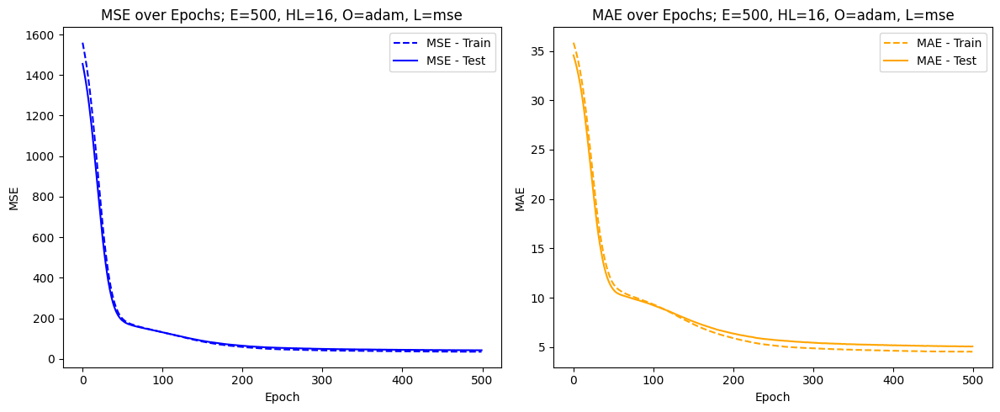 MSE over Epochs; E=500, HL=16, O=adam, L=mse
MSE - Train
MSE - Test
1600
1400
1200
1000
800
600
400
200
0
MSE
0 100 200 300 400 500
Epoch
MAE over Epochs; E=500, HL=16, O=adam, L=mse
MAE - Train
MAE - Test
35
30
25
20
15
10
5
MAE
0 100 200 300 400 500
Epoch